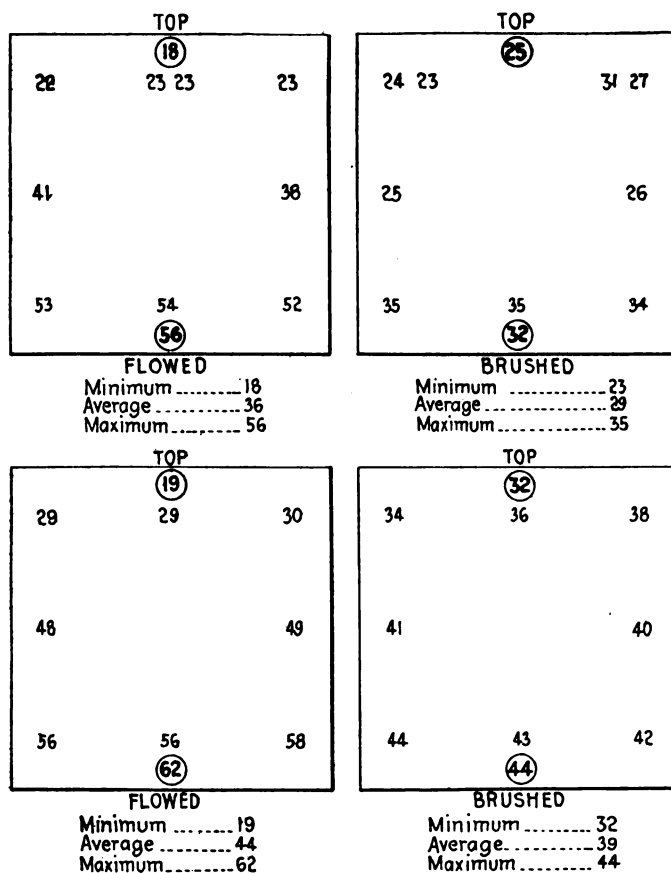 TOP
18
22 23 23 23
41 38
53 54 52
56
FLOWED
Minimum ........ 18
Average ........ 36
Maximum ........ 56
TOP
25
24 23 31 27
25 26
35 35 34
32
BRUSHED
Minimum ........ 23
Average ........ 29
Maximum ........ 35
TOP
19
29 29 30
48 49
56 56 58
62
FLOWED
Minimum ........ 19
Average ........ 44
Maximum ........ 62
TOP
32
34 36 38
41 40
44 43 42
44
BRUSHED
Minimum ........ 32
Average ........ 39
Maximum ........ 44